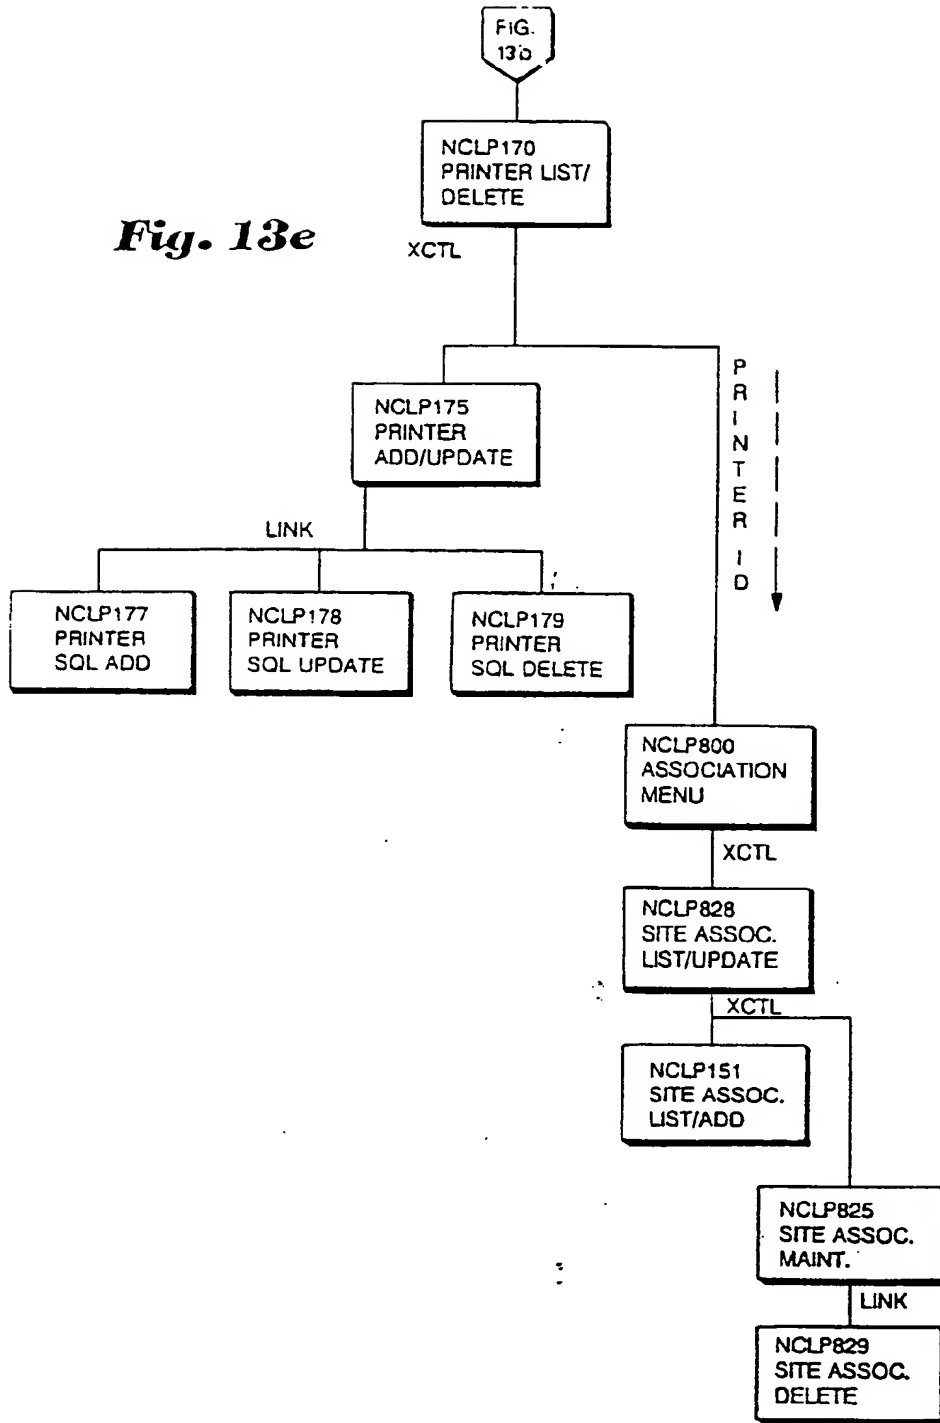 FIG.
13b
NCLP170
PRINTER LIST/
DELETE
Fig. 13e
XCTL
PRINTER ID
NCLP175
PRINTER
ADD/UPDATE
LINK
NCLP177
PRINTER
SQL ADD
NCLP178
PRINTER
SQL UPDATE
NCLP179
PRINTER
SQL DELETE
NCLP800
ASSOCIATION
MENU
XCTL
NCLP828
SITE ASSOC.
LIST/UPDATE
XCTL
NCLP151
SITE ASSOC.
LIST/ADD
NCLP825
SITE ASSOC.
MAINT.
LINK
NCLP829
SITE ASSOC.
DELETE